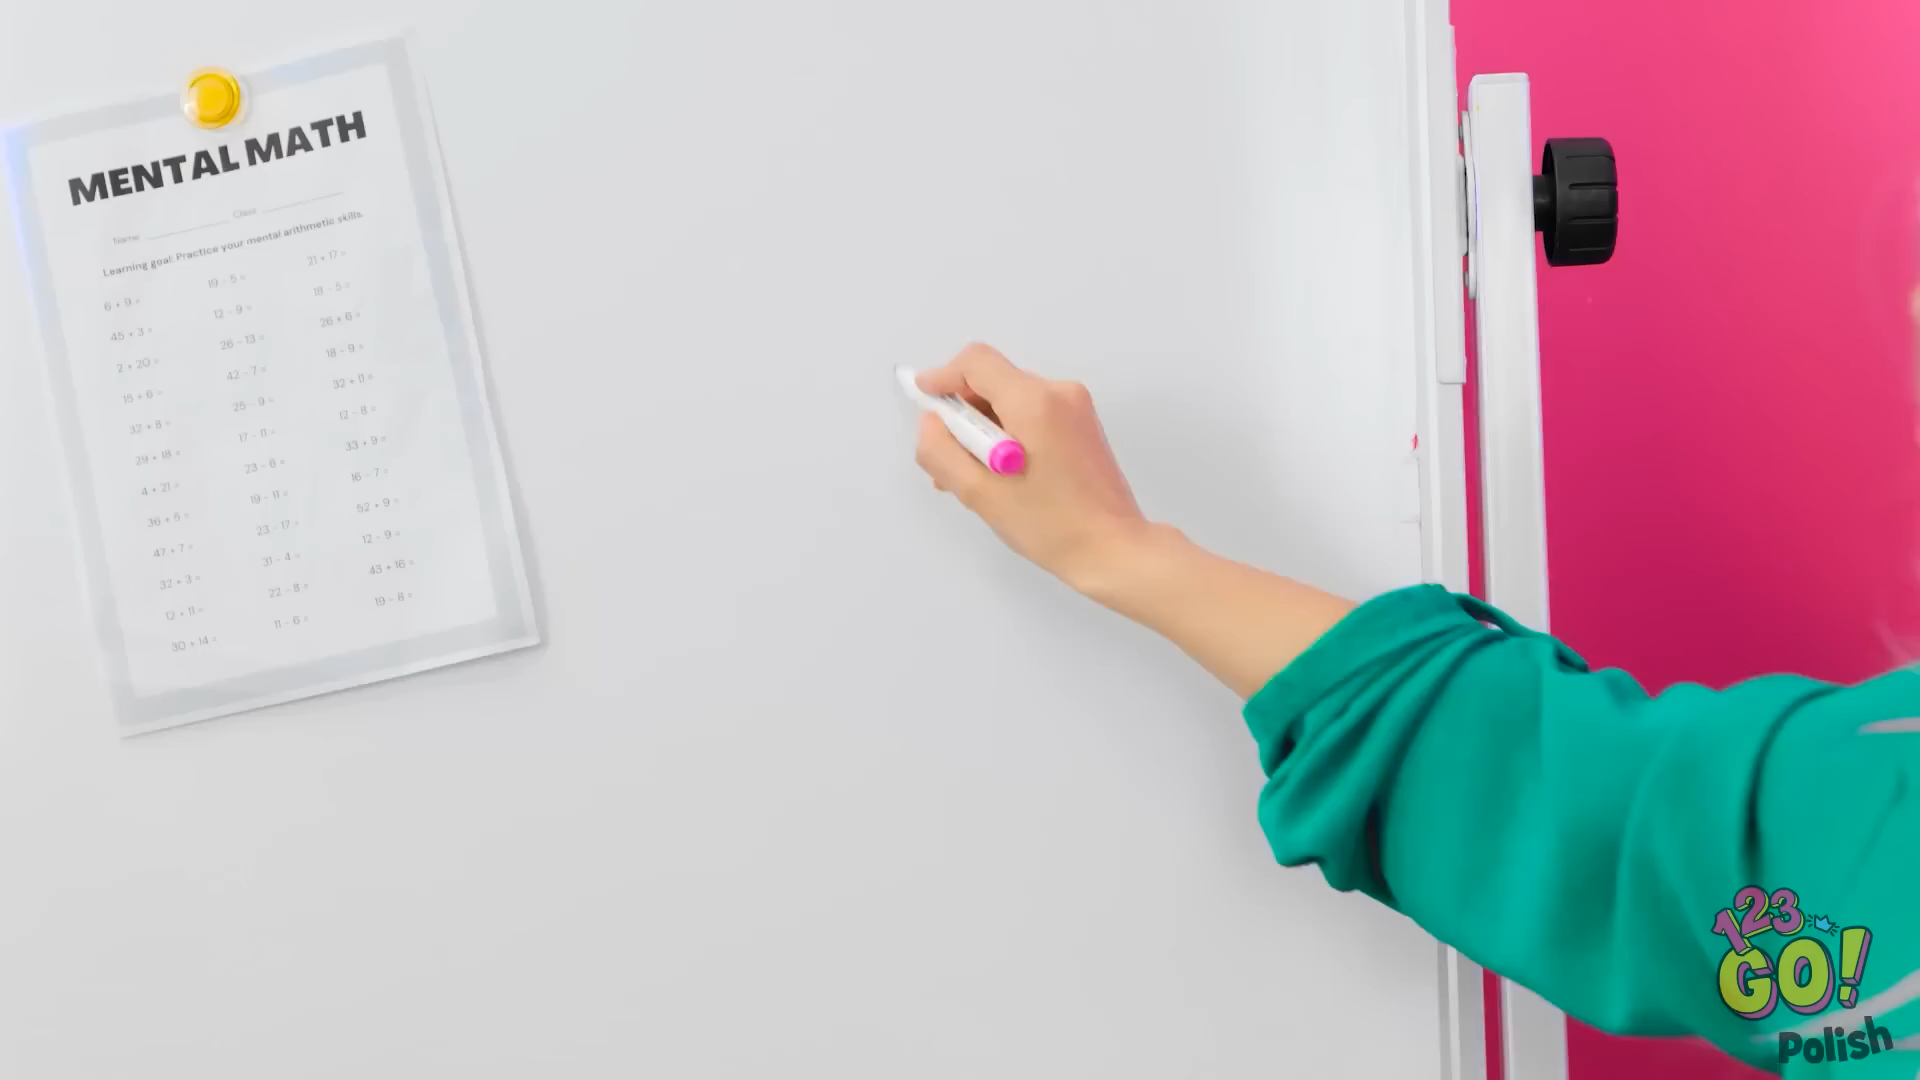 MENTAL MATH
Name Class
Learning goal: Practice your mental arithmetic skills.
6 + 9 = 19 - 5 = 21 + 17 =
45 + 3 = 12 - 9 = 18 - 5 =
2 + 20 = 26 - 13 = 26 + 6 =
15 + 6 = 42 - 7 = 18 - 9 =
32 + 8 = 25 - 9 = 32 + 11 =
29 + 18 = 17 - 11 = 12 - 8 =
4 + 21 = 23 - 6 = 33 + 9 =
36 + 5 = 19 - 11 = 16 - 7 =
47 + 7 = 23 - 17 = 52 + 9 =
32 + 3 = 31 - 4 = 12 - 9 =
12 + 11 = 22 - 8 = 43 + 16 =
30 + 14 = 11 - 6 = 19 - 8 =
123
GO!
Polish